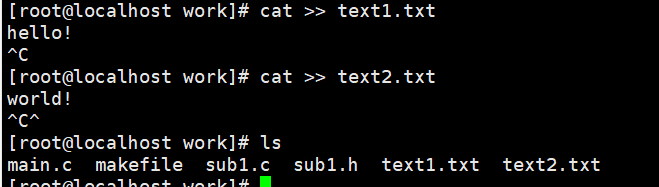 [root@localhost work]# cat >> text1.txt
hello!
^C
[root@localhost work]# cat >> text2.txt
world!
^C^
[root@localhost work]# ls
main.c  makefile  sub1.c  sub1.h  text1.txt  text2.txt
[root@localhost work]#